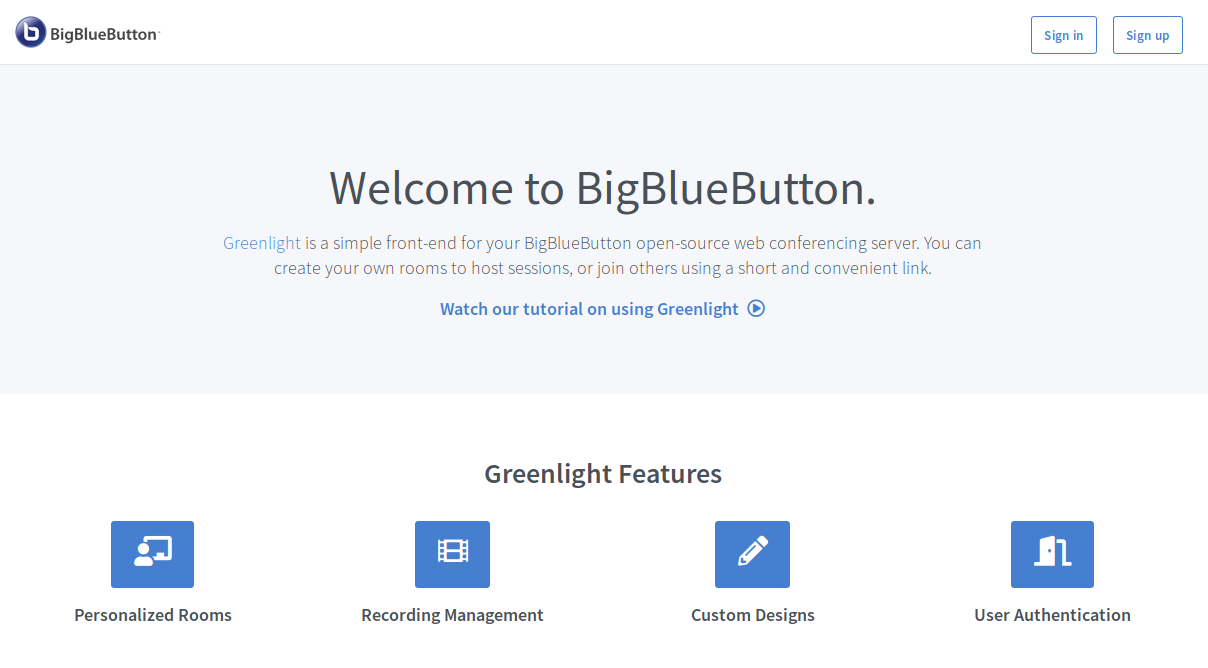 BigBlueButton
Sign in
Sign up
Welcome to BigBlueButton.
Greenlight is a simple front-end for your BigBlueButton open-source web conferencing server. You can
create your own rooms to host sessions, or join others using a short and convenient link.
Watch our tutorial on using Greenlight
Greenlight Features
Personalized Rooms
Recording Management
Custom Designs
User Authentication